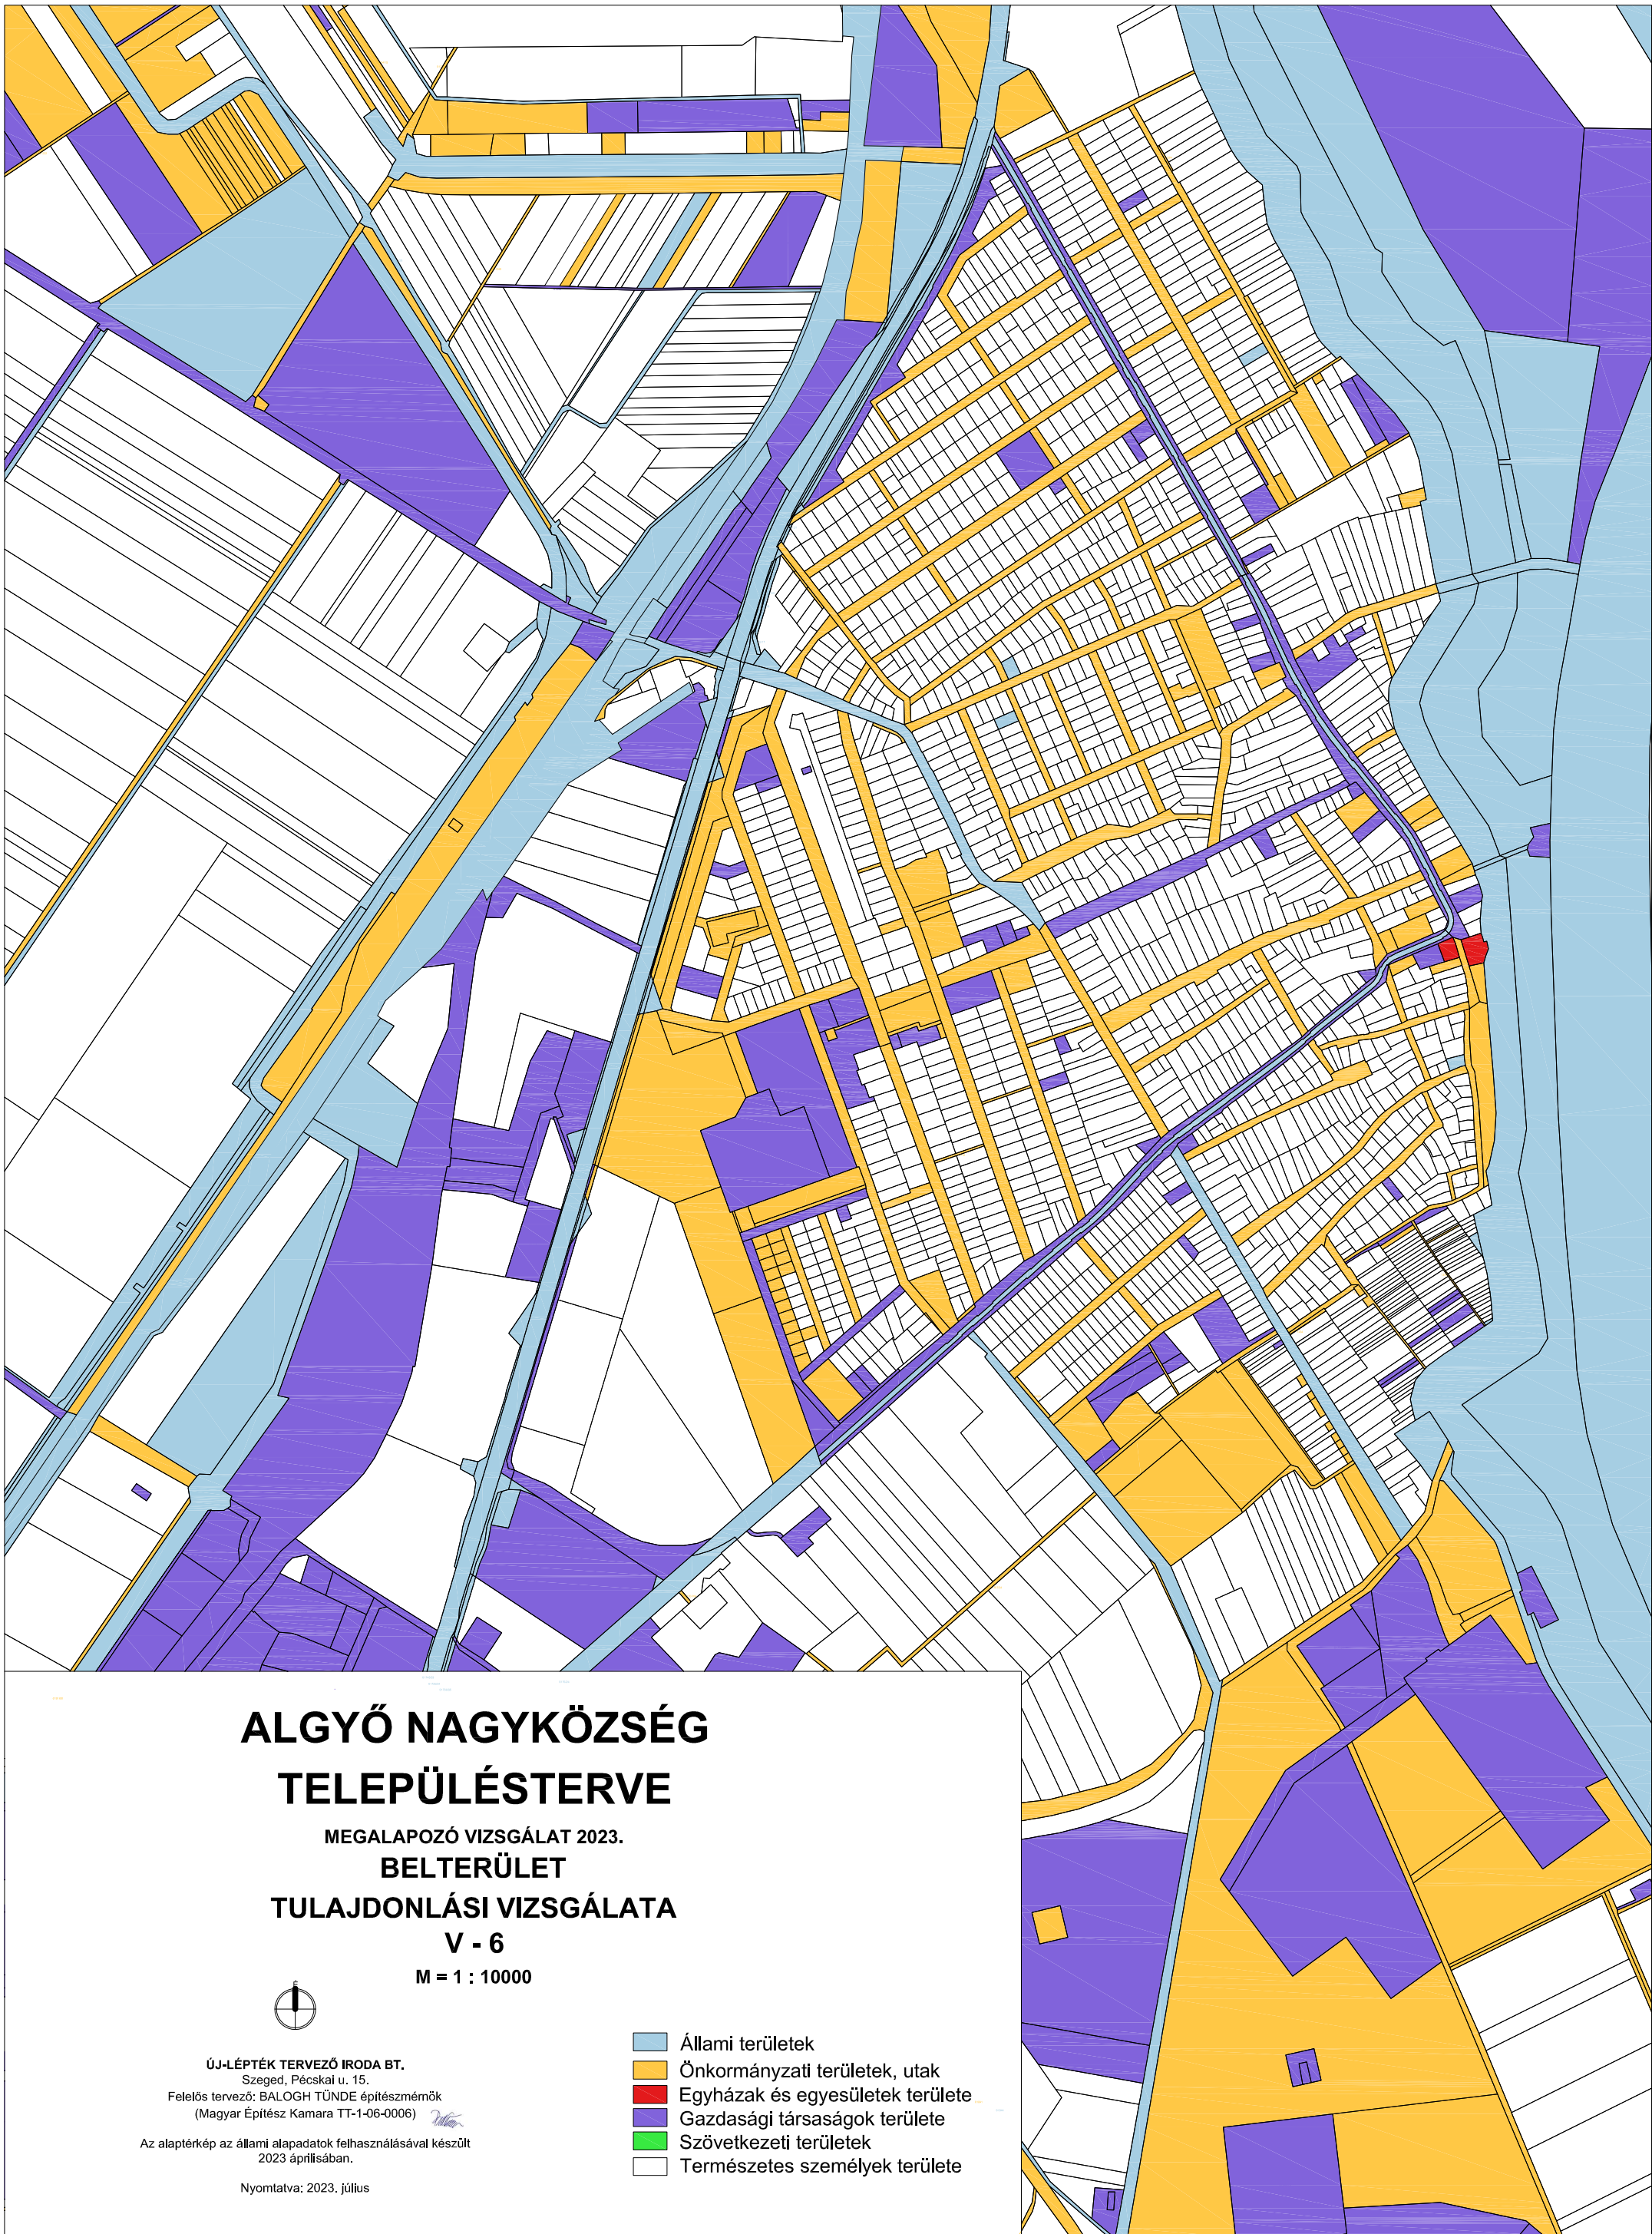 ALGYŐ NAGYKÖZSÉG
TELEPÜLÉSTERVE
MEGALAPOZÓ VIZSGÁLAT 2023.
BELTERÜLET
TULAJDONLÁSI VIZSGÁLATA
V - 6
M = 1 : 10000
É
ÚJ-LÉPTÉK TERVEZŐ IRODA BT.
Szeged, Pécskai u. 15.
Felelős tervező: BALOGH TÜNDE építészmérnök
(Magyar Építész Kamara TT-1-06-0006)
Az alaptérkép az állami alapadatok felhasználásával készült
2023 áprilisában.
Nyomtatva: 2023. július
Állami területek
Önkormányzati területek, utak
Egyházak és egyesületek területe
Gazdasági társaságok területe
Szövetkezeti területek
Természetes személyek területe